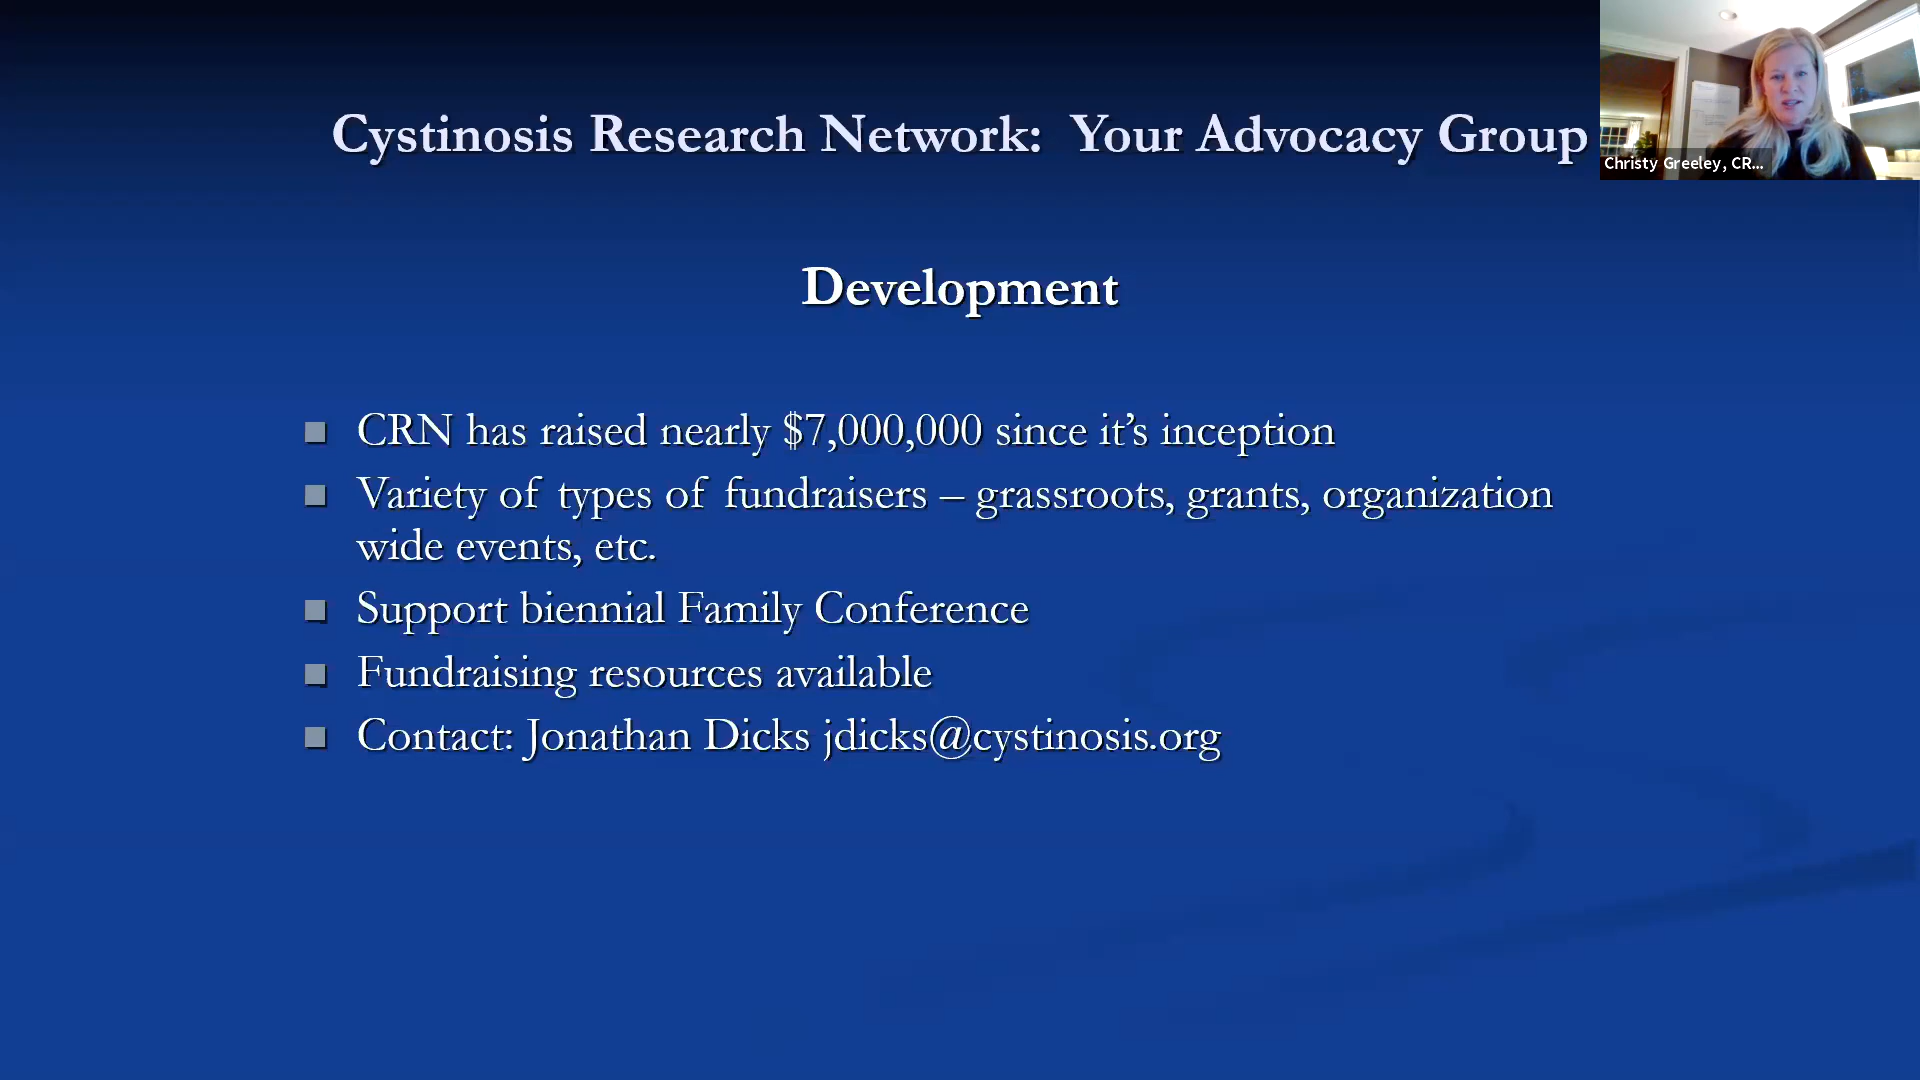 Cystinosis Research Network:  Your Advocacy Group
Christy Greeley, CR...
Development
CRN has raised nearly $7,000,000 since it’s inception
Variety of types of fundraisers – grassroots, grants, organization
wide events, etc.
Support biennial Family Conference
Fundraising resources available
Contact: Jonathan Dicks jdicks@cystinosis.org